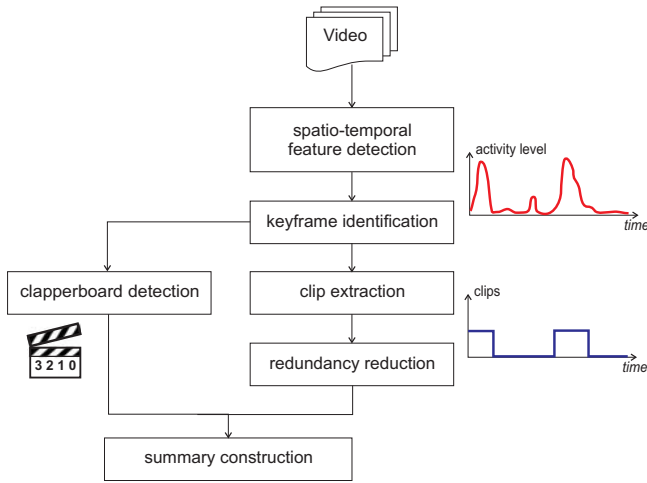 Video
spatio-temporal
feature detection
activity level
time
keyframe identification
clapperboard detection
clip extraction
clips
3 2 1 0
redundancy reduction
time
summary construction